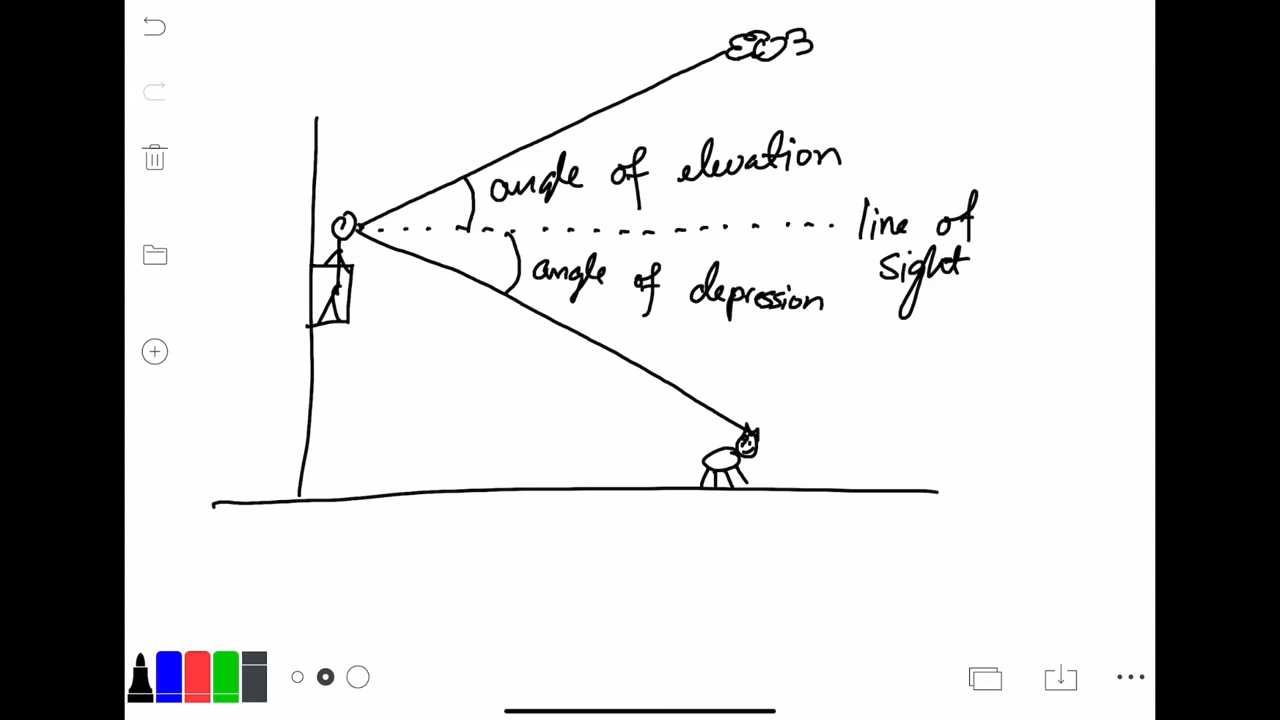 angle of elevation
line of
sight
angle of depression